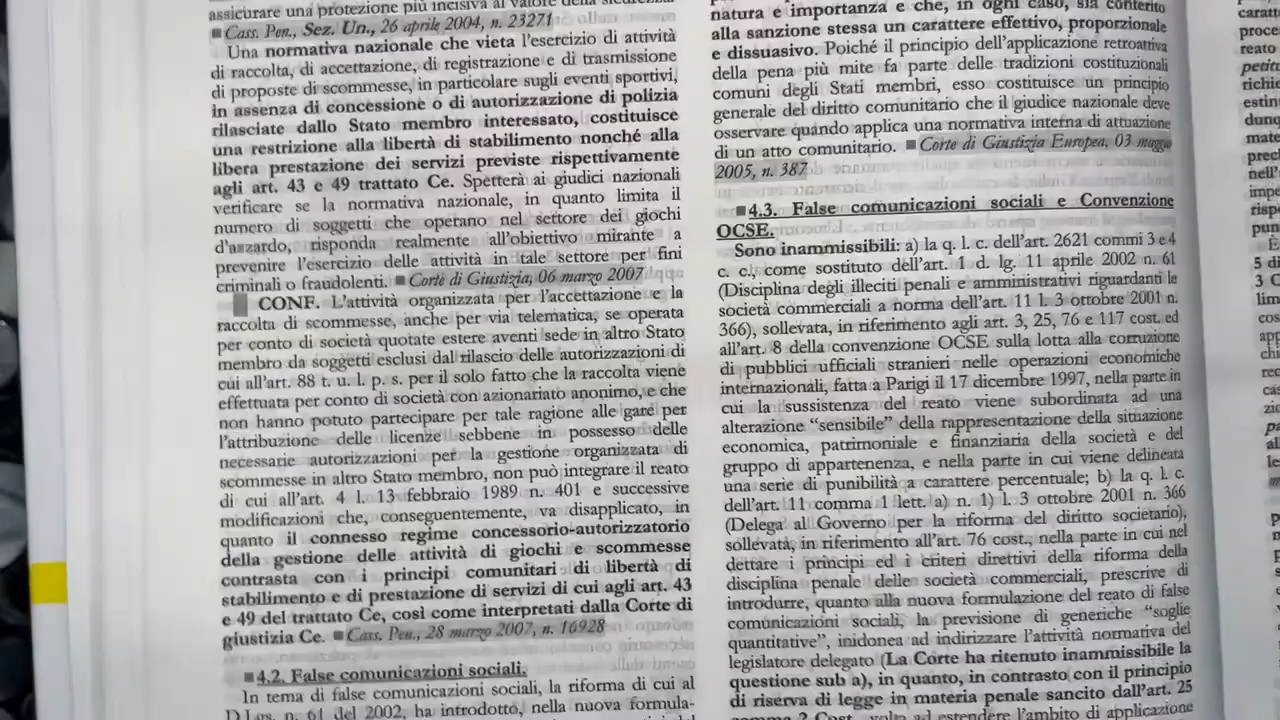 assicurare una protezione più incisiva al valore della sicurezza.
■ Cass. Pen., Sez. Un., 26 aprile 2004, n. 23271
Una normativa nazionale che vieta l'esercizio di attività
di raccolta, di accettazione, di registrazione e di trasmissione
di proposte di scommesse, in particolare sugli eventi sportivi,
in assenza di concessione o di autorizzazione di polizia
rilasciate dallo Stato membro interessato, costituisce
una restrizione alla libertà di stabilimento nonché alla
libera prestazione dei servizi previste rispettivamente
agli art. 43 e 49 trattato Ce. Spetterà ai giudici nazionali
verificare se la normativa nazionale, in quanto limita il
numero di soggetti che operano nel settore dei giochi
d'azzardo, risponda realmente all'obiettivo mirante a
prevenire l'esercizio delle attività in tale settore per fini
criminali o fraudolenti. ■ Corte di Giustizia, 06 marzo 2007
CONF. L'attività organizzata per l'accettazione e la
raccolta di scommesse, anche per via telematica, se operata
per conto di società quotate estere aventi sede in altro Stato
membro da soggetti esclusi dal rilascio delle autorizzazioni di
cui all'art. 88 t. u. l. p. s. per il solo fatto che la raccolta viene
effettuata per conto di società con azionariato anonimo, e che
non hanno potuto partecipare per tale ragione alle gare per
l'attribuzione delle licenze sebbene in possesso delle
necessarie autorizzazioni per la gestione organizzata di
scommesse in altro Stato membro, non può integrare il reato
di cui all'art. 4 l. 13 febbraio 1989 n. 401 e successive
modificazioni che, conseguentemente, va disapplicato, in
quanto il connesso regime concessorio-autorizzatorio
della gestione delle attività di giochi e scommesse
contrasta con i principi comunitari di libertà di
stabilimento e di prestazione di servizi di cui agli art. 43
e 49 del trattato Ce, così come interpretati dalla Corte di
giustizia Ce. ■ Cass. Pen., 28 marzo 2007, n. 16928
■4.2. False comunicazioni sociali.
In tema di false comunicazioni sociali, la riforma di cui al
D.Lgs. n. 61 del 2002, ha introdotto, nella nuova formula-
natura e importanza e che, in ogni caso, sia conferito
alla sanzione stessa un carattere effettivo, proporzionale
e dissuasivo. Poiché il principio dell'applicazione retroattiva
della pena più mite fa parte delle tradizioni costituzionali
comuni degli Stati membri, esso costituisce un principio
generale del diritto comunitario che il giudice nazionale deve
osservare quando applica una normativa interna di attuazione
di un atto comunitario. ■ Corte di Giustizia Europea, 03 maggio
2005, n. 387
■4.3. False comunicazioni sociali e Convenzione
OCSE.
Sono inammissibili: a) la q. l. c. dell'art. 2621 commi 3 e 4
c. c., come sostituto dell'art. 1 d. lg. 11 aprile 2002 n. 61
(Disciplina degli illeciti penali e amministrativi riguardanti le
società commerciali a norma dell'art. 11 l. 3 ottobre 2001 n.
366), sollevata, in riferimento agli art. 3, 25, 76 e 117 cost. ed
all'art. 8 della convenzione OCSE sulla lotta alla corruzione
di pubblici ufficiali stranieri nelle operazioni economiche
internazionali, fatta a Parigi il 17 dicembre 1997, nella parte in
cui la sussistenza del reato viene subordinata ad una
alterazione “sensibile” della rappresentazione della situazione
economica, patrimoniale e finanziaria della società e del
gruppo di appartenenza, e nella parte in cui viene delineata
una serie di punibilità a carattere percentuale; b) la q. l. c.
dell'art. 11 comma 1 lett. a) n. 1) l. 3 ottobre 2001 n. 366
(Delega al Governo per la riforma del diritto societario),
sollevata, in riferimento all'art. 76 cost., nella parte in cui nel
dettare i principi ed i criteri direttivi della riforma della
disciplina penale delle società commerciali, prescrive di
introdurre, quanto alla nuova formulazione del reato di false
comunicazioni sociali, la previsione di generiche “soglie
quantitative”, inidonea ad indirizzare l'attività normativa del
legislatore delegato (La Corte ha ritenuto inammissibile la
questione sub a), in quanto, in contrasto con il principio
di riserva di legge in materia penale sancito dall'art. 25
comma 2 Cost., volto ad estendere l'ambito di applicazione